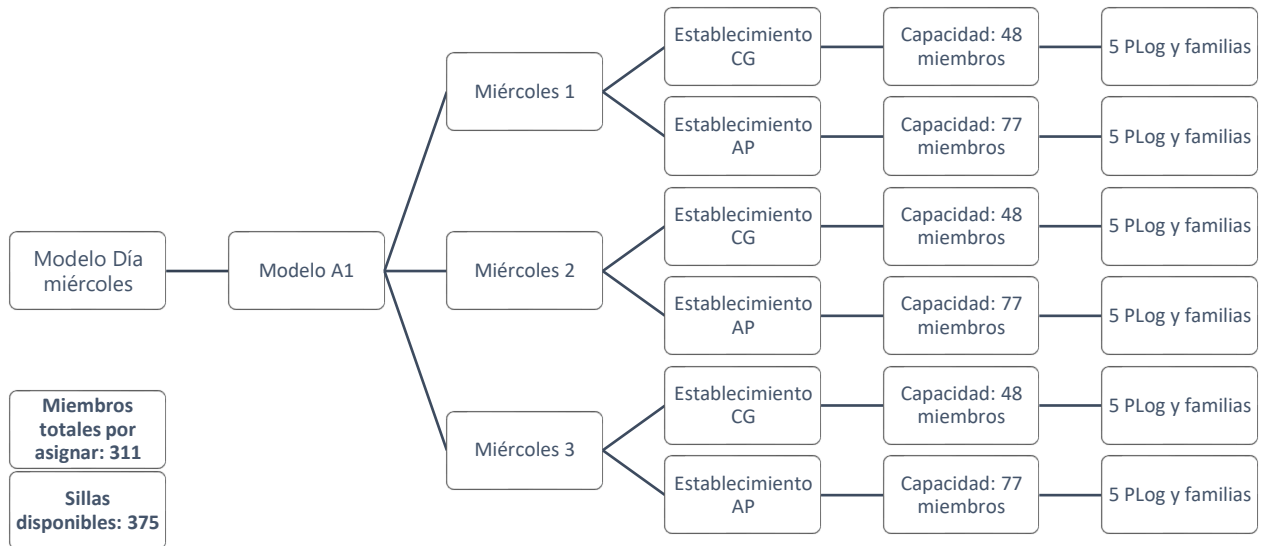 Modelo Día
miércoles
Modelo A1
Miércoles 1
Establecimiento
CG
Capacidad: 48
miembros
5 PLog y familias
Establecimiento
AP
Capacidad: 77
miembros
5 PLog y familias
Miércoles 2
Establecimiento
CG
Capacidad: 48
miembros
5 PLog y familias
Establecimiento
AP
Capacidad: 77
miembros
5 PLog y familias
Miércoles 3
Establecimiento
CG
Capacidad: 48
miembros
5 PLog y familias
Establecimiento
AP
Capacidad: 77
miembros
5 PLog y familias
Miembros
totales por
asignar: 311
Sillas
disponibles: 375